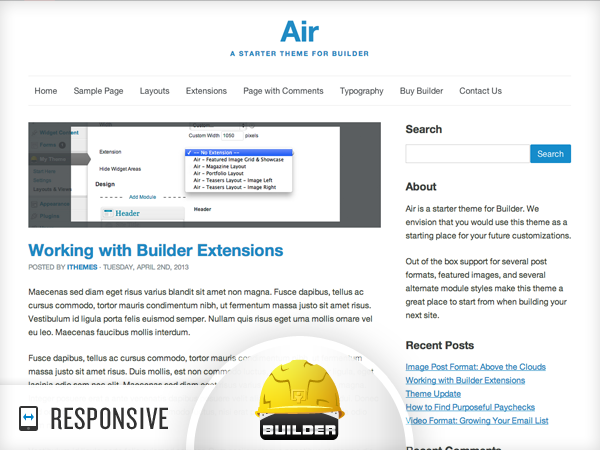 Air
A STARTER THEME FOR BUILDER
Home Sample Page Layouts Extensions Page with Comments Typography Buy Builder Contact Us
Custom Width 1050 pixels
Extension
-- No Extension --
Air – Featured Image Grid & Showcase
Air – Magazine Layout
Air – Portfolio Layout
Air – Teasers Layout – Image Left
Air – Teasers Layout – Image Right
Hide Widget Areas
Design
Add Module
Header
Header
Widget Content
My Theme
Layouts & Views
Appearance
Plugins
Working with Builder Extensions
POSTED BY ITHEMES · TUESDAY, APRIL 2ND, 2013
Maecenas sed diam eget risus varius blandit sit amet non magna. Fusce dapibus, tellus ac
cursus commodo, tortor mauris condimentum nibh, ut fermentum massa justo sit amet risus.
Vestibulum id ligula porta felis euismod semper. Nullam quis risus eget urna mollis ornare vel
eu leo. Maecenas faucibus mollis interdum.
Fusce dapibus, tellus ac cursus commodo, tortor mauris
massa justo sit amet risus. Duis mollis, est non
Search
Search
About
Air is a starter theme for Builder. We
envision that you would use this theme as a
starting place for your future customizations.
Out of the box support for several post
formats, featured images, and several
alternate module styles make this theme a
great place to start from when building your
next site.
Recent Posts
Image Post Format: Above the Clouds
Working with Builder Extensions
Theme Update
How to Find Purposeful Paychecks
Video Format: Growing Your Email List
Recent Comments
RESPONSIVE
BUILDER